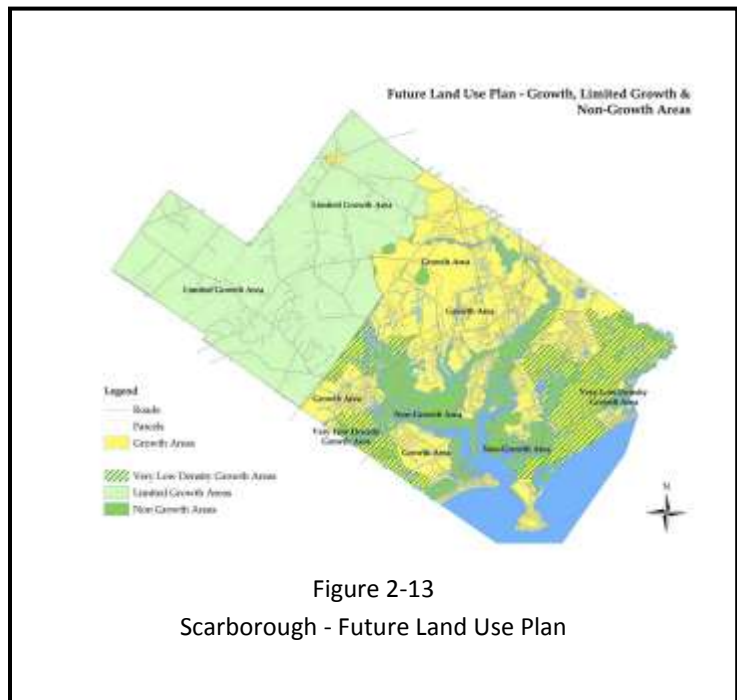 Future Land Use Plan - Growth, Limited Growth &
Non-Growth Areas
Limited Growth Area
Growth Area
Limited Growth Area
Growth Area
Very Low Density
Growth Area
Growth Area
Non-Growth Area
Very Low Density
Growth Area
Growth Area
Non-Growth Area
Legend
Roads
Parcels
Growth Areas
Very Low Density Growth Areas
Limited Growth Areas
Non Growth Areas
N
Figure 2-13
Scarborough - Future Land Use Plan